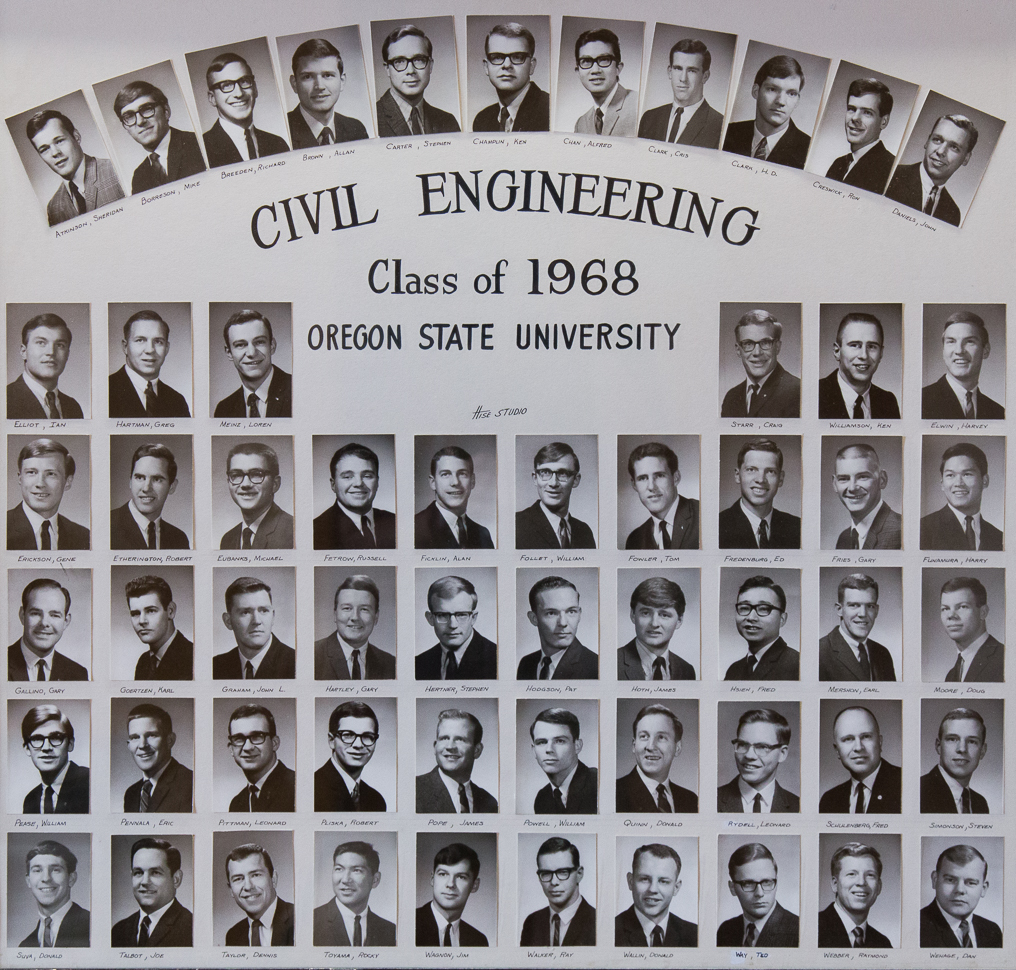 ATKINSON, SHERIDAN
BORRESON, MIKE
BREEDEN, RICHARD
BROWN, ALLAN
CARTER, STEPHEN
CHAMPLIN, KEN
CHAN, ALFRED
CLARK, CRIS
CLARK, H.D.
CRESWICK, RON
DANIELS, JOHN
CIVIL ENGINEERING
Class of 1968
OREGON STATE UNIVERSITY
HISE STUDIO
ELLIOT, IAN
HARTMAN, GREG
MEINE, LOREN
STARR, CRAIG
WILLIAMSON, KEN
ELWIN, HARVEY
ERICKSON, GENE
ETHERINGTON, ROBERT
EUBANKS, MICHAEL
FETROW, RUSSELL
FICKLIN, ALAN
FOLLET, WILLIAM
FOWLER, TOM
FREDENBURG, ED
FRIES, GARY
FUNAMURA, HARRY
GALLINO, GARY
GOERTZEN, KARL
GRAHAM, JOHN L.
HARTLEY, GARY
HERTNER, STEPHEN
HODGSON, PAT
HOTH, JAMES
HSIEH, FRED
MERSHON, EARL
MOORE, DOUG
PEASE, WILLIAM
PENNALA, ERIC
PITTMAN, LEONARD
PLISKA, ROBERT
POPE, JAMES
POWELL, WILLIAM
QUINN, DONALD
RYDELL, LEONARD
SCHULENBERG, FRED
SIMONSON, STEVEN
SUVA, DONALD
TALBOT, JOE
TAYLOR, DENNIS
TOYAMA, ROCKY
WAGNON, JIM
WALKER, RAY
WALLIN, DONALD
WAY, TED
WEBBER, RAYMOND
WENAGE, DAN